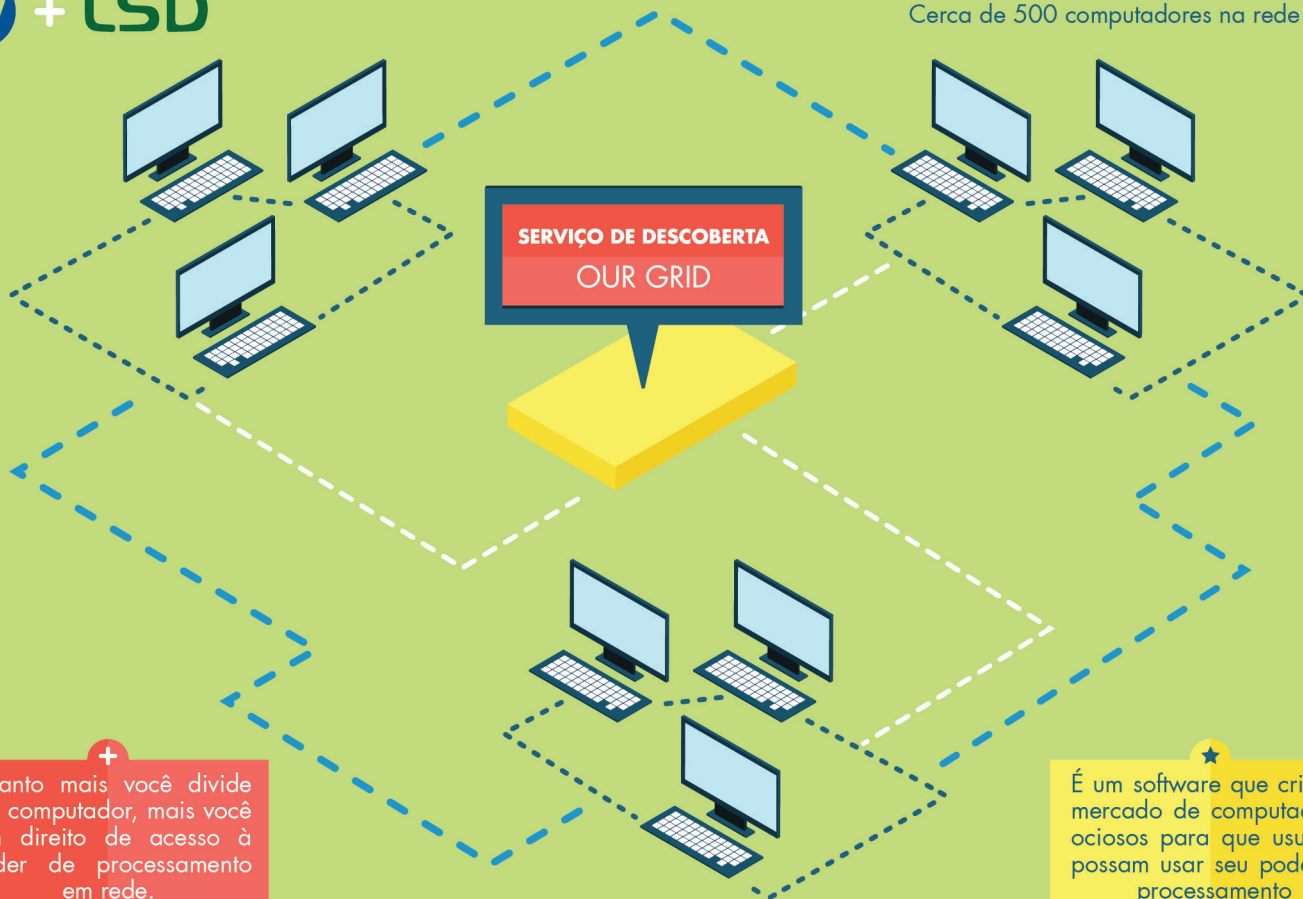 + LSD
Cerca de 500 computadores na rede
SERVIÇO DE DESCOBERTA
OUR GRID
mais você divide
computador, mais você
direito de acesso à
de processamento
em rede.
É um software que
mercado de
ociosos para que
possam usar seu
processamento